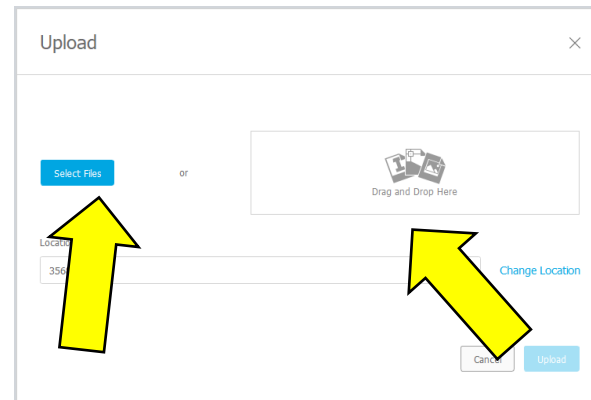 Upload
Select Files
or
Drag and Drop Here
Change Location
Upload